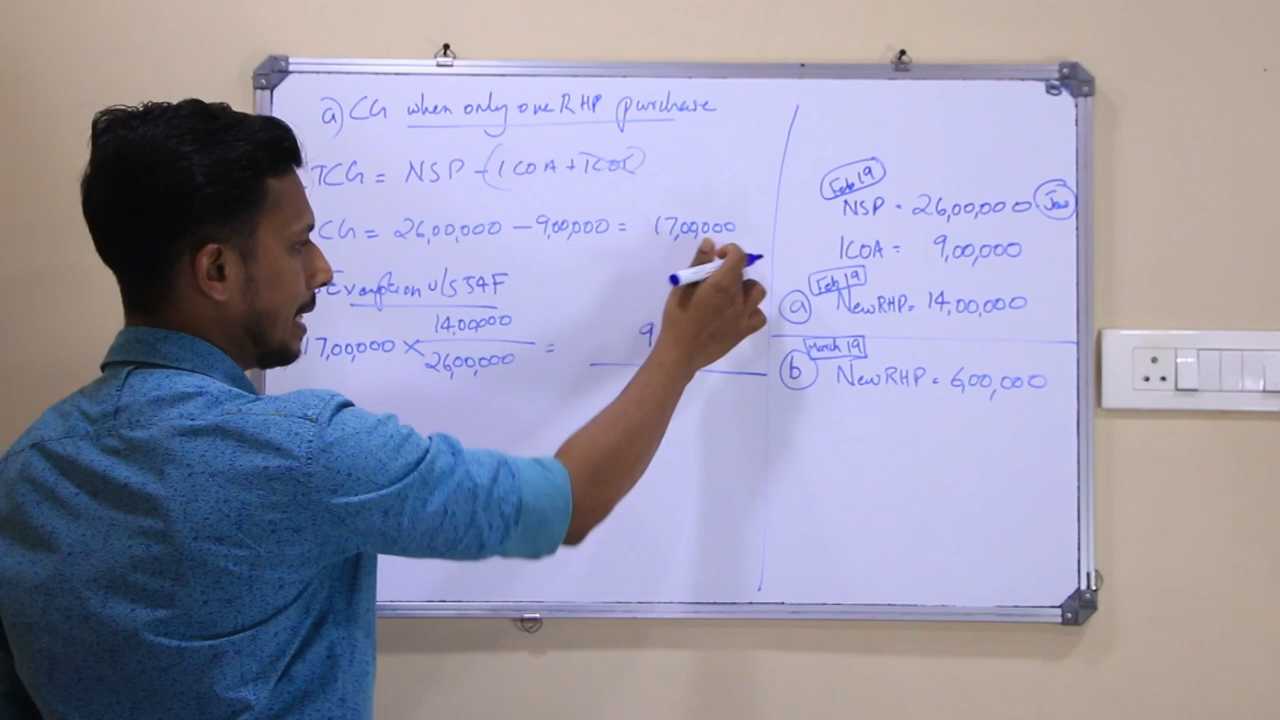 a) CG when only one RHP purchase
TCG = NSP - (ICOA + ICOI)
CG = 26,00,000 - 9,00,000 = 17,00,000
Exemption u/s 54F
17,00,000 × 14,00,000 / 26,00,000 = 9
Feb 19
NSP - 26,00,000 Jew
ICOA = 9,00,000
Feb 19
a New RHP = 14,00,000
March 19
b New RHP = 6,00,000